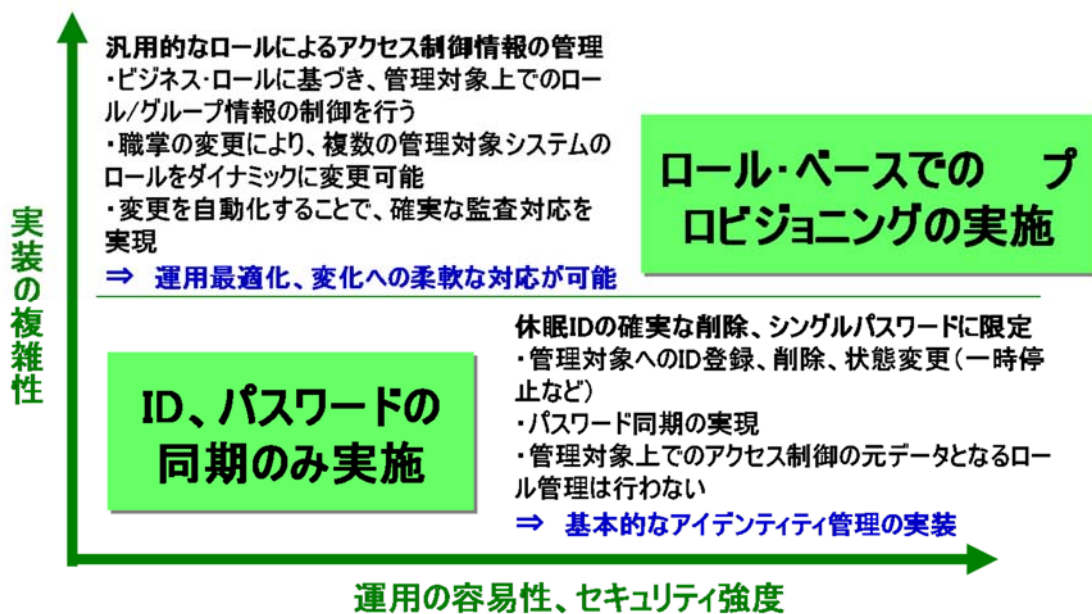 汎用的なロールによるアクセス制御情報の管理
・ビジネス・ロールに基づき、管理対象上でのロー
ル/グループ情報の制御を行う
・職掌の変更により、複数の管理対象システムの
ロールをダイナミックに変更可能
・変更を自動化することで、確実な監査対応を
実現
⇒ 運用最適化、変化への柔軟な対応が可能
ロール・ベースでの プ
ロビジョニングの実施
実装の複雑性
ID、パスワードの
同期のみ実施
休眠IDの確実な削除、シングルパスワードに限定
・管理対象へのID登録、削除、状態変更（一時停
止など）
・パスワード同期の実現
・管理対象上でのアクセス制御の元データとなるロー
ル管理は行わない
⇒ 基本的なアイデンティティ管理の実装
運用の容易性、セキュリティ強度